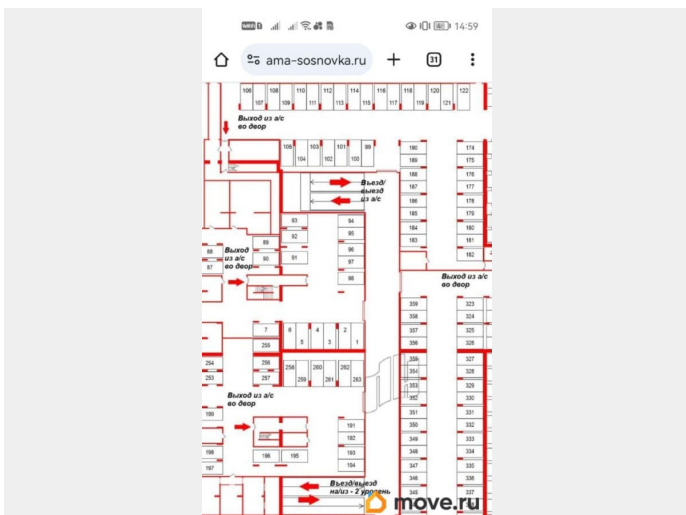 14:59
ama-sosnovka.ru
31
106 108 110 112 114 116 118 120 122
107 109 111 113 115 117 119 121
Выход из а/с
во двор
105 103 101 99
104 102 100
190 174
189 175
188 176
187 177
186 178
185 179
184 180
183 181
182
Въезд/
выезд
из а/с
93 94
92 95
91 96
97
98
89
90
88
87
Выход
из а/с
во двор
Выход из а/с
во двор
359 323
358 324
357 325
356 326
7 6 4 2
5 3 1
255
254 256
253 257
258 260 262
259 261 263
355 327
354 328
353 329
352 330
351 331
350 332
349 333
348 334
347 335
346 336
345 337
Выход из а/с
во двор
199
198
197
191
192
193
194
196 195
Въезд/выезд
на/из - 2 уровень
move.ru